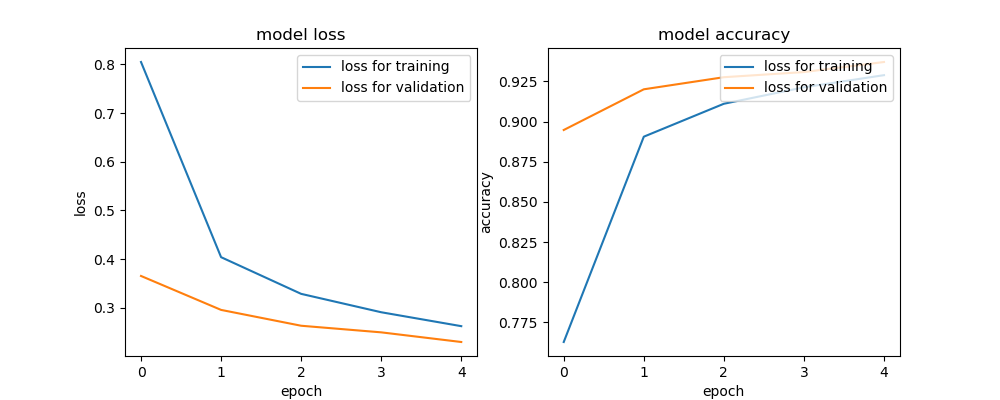 model loss
loss for training
loss for validation
0.8
0.7
0.6
0.5
0.4
0.3
loss
0 1 2 3 4
epoch
model accuracy
loss for training
loss for validation
0.925
0.900
0.875
0.850
0.825
0.800
0.775
accuracy
0 1 2 3 4
epoch